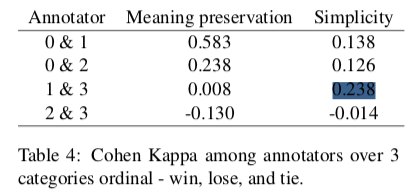 Annotator Meaning preservation Simplicity
0 & 1 0.583 0.138
0 & 2 0.238 0.126
1 & 3 0.008 0.238
2 & 3 -0.130 -0.014
Table 4: Cohen Kappa among annotators over 3
categories ordinal - win, lose, and tie.